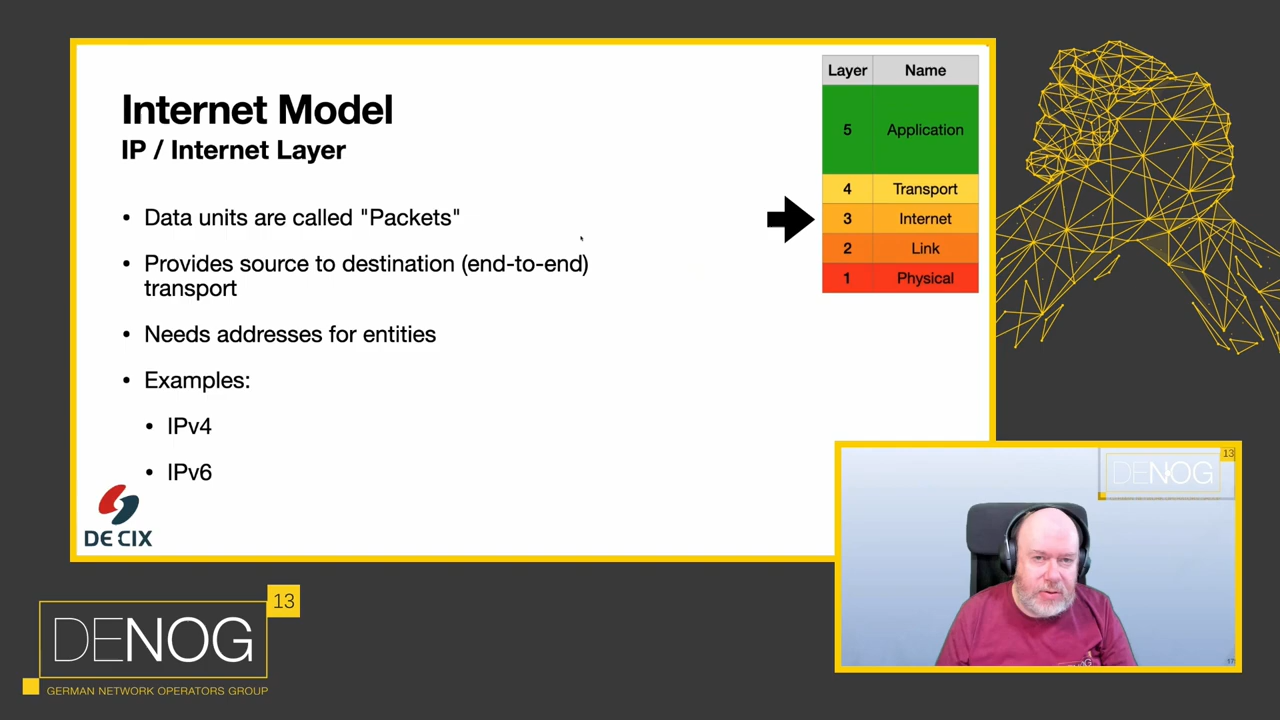 Internet Model
IP / Internet Layer
• Data units are called "Packets"
• Provides source to destination (end-to-end)
transport
• Needs addresses for entities
• Examples:
• IPv4
• IPv6
DE CIX
Layer Name
5 Application
4 Transport
3 Internet
2 Link
1 Physical
DENOG
13
DENOG
17
13
DENOG
GERMAN NETWORK OPERATORS GROUP